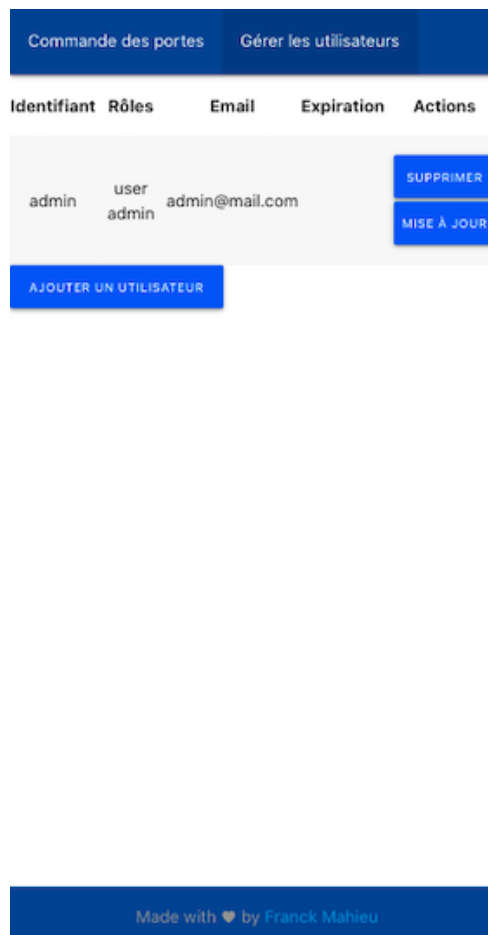 Commande des portes Gérer les utilisateurs
Identifiant Rôles Email Expiration Actions
admin user admin admin@mail.com SUPPRIMER
MISE À JOUR
AJOUTER UN UTILISATEUR
Made with ♥ by Franck Mahieu